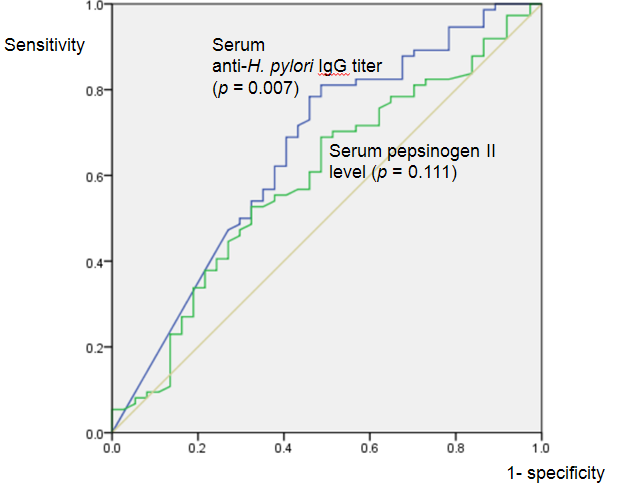 Sensitivity
Serum
anti-H. pylori IgG titer
(p = 0.007)
Serum pepsinogen II
level (p = 0.111)
1.0
0.8
0.6
0.4
0.2
0.0
0.0 0.2 0.4 0.6 0.8 1.0
1- specificity